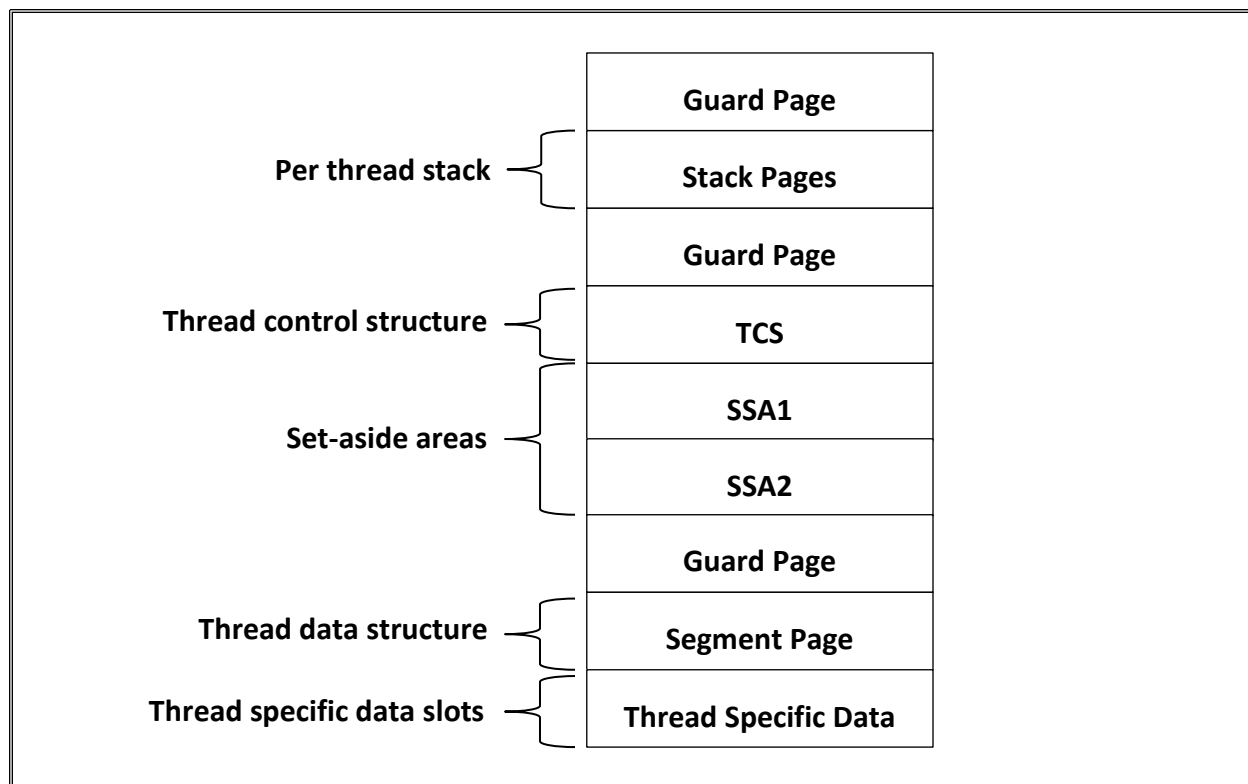 Guard Page
Per thread stack
Stack Pages
Guard Page
Thread control structure
TCS
SSA1
Set-aside areas
SSA2
Guard Page
Thread data structure
Segment Page
Thread specific data slots
Thread Specific Data